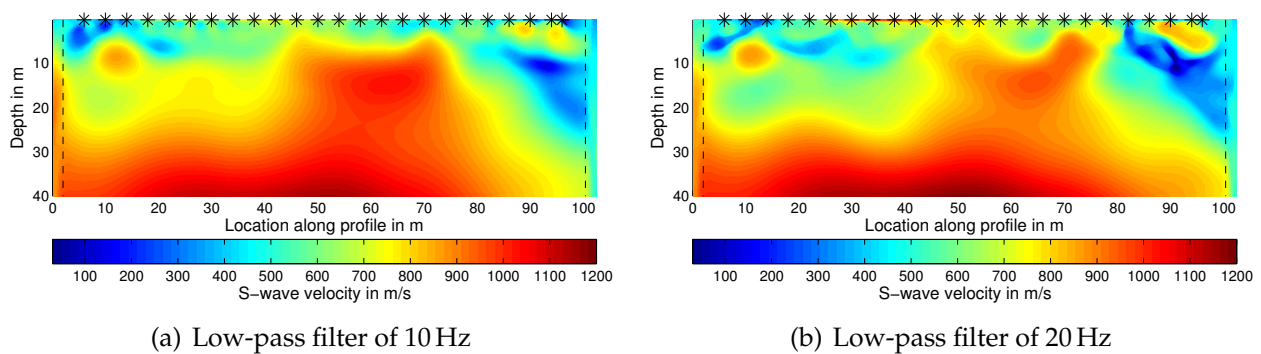 Depth in m
10
20
30
40
0 10 20 30 40 50 60 70 80 90 100
Location along profile in m
100 200 300 400 500 600 700 800 900 1000 1100 1200
S-wave velocity in m/s
(a) Low-pass filter of 10 Hz
Depth in m
10
20
30
40
0 10 20 30 40 50 60 70 80 90 100
Location along profile in m
100 200 300 400 500 600 700 800 900 1000 1100 1200
S-wave velocity in m/s
(b) Low-pass filter of 20 Hz